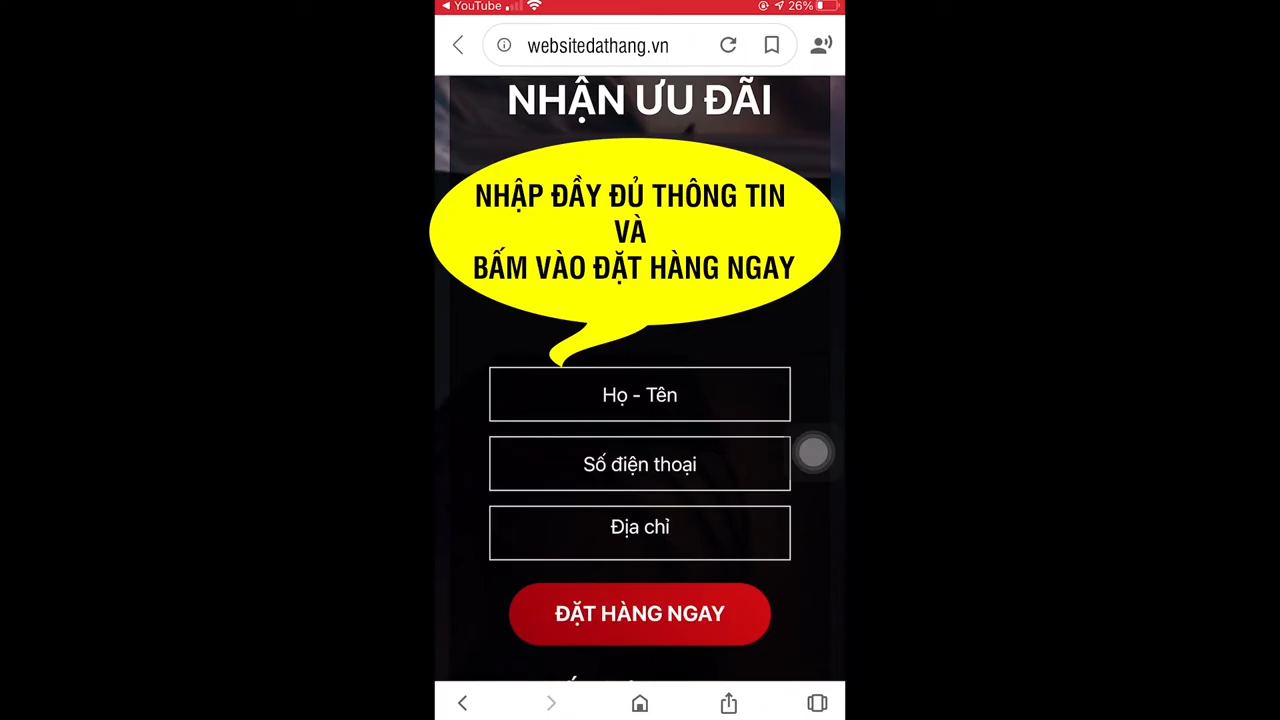 YouTube
26%
websitedathang.vn
NHẬN ƯU ĐÃI
NHẬP ĐẦY ĐỦ THÔNG TIN
VÀ
BẤM VÀO ĐẶT HÀNG NGAY
Họ - Tên
Số điện thoại
Địa chỉ
ĐẶT HÀNG NGAY